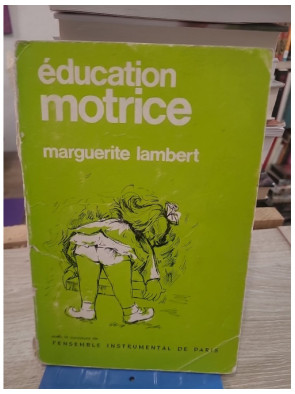 éducation
motrice
marguerite lambert
L'ENSEMBLE INSTRUMENTAL DE PARIS